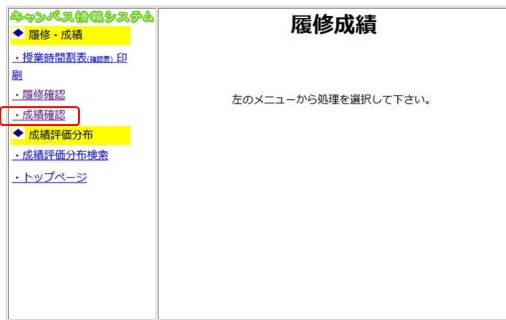 キャンパス情報システム
◆ 履修・成績
・授業時間割表(確認表) 印
刷
・履修確認
・成績確認
◆ 成績評価分布
・成績評価分布検索
・トップページ
履修成績
左のメニューから処理を選択して下さい。